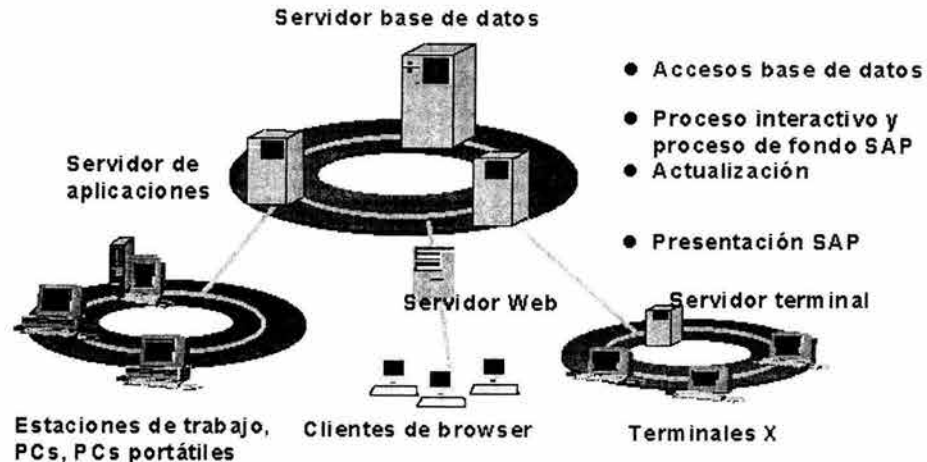 Servidor base de datos
● Accesos base de datos
● Proceso interactivo y
proceso de fondo SAP
● Actualización
● Presentación SAP
Servidor de
aplicaciones
Servidor Web
Servidor terminal
Estaciones de trabajo,
PCs, PCs portátiles
Clientes de browser
Terminales X